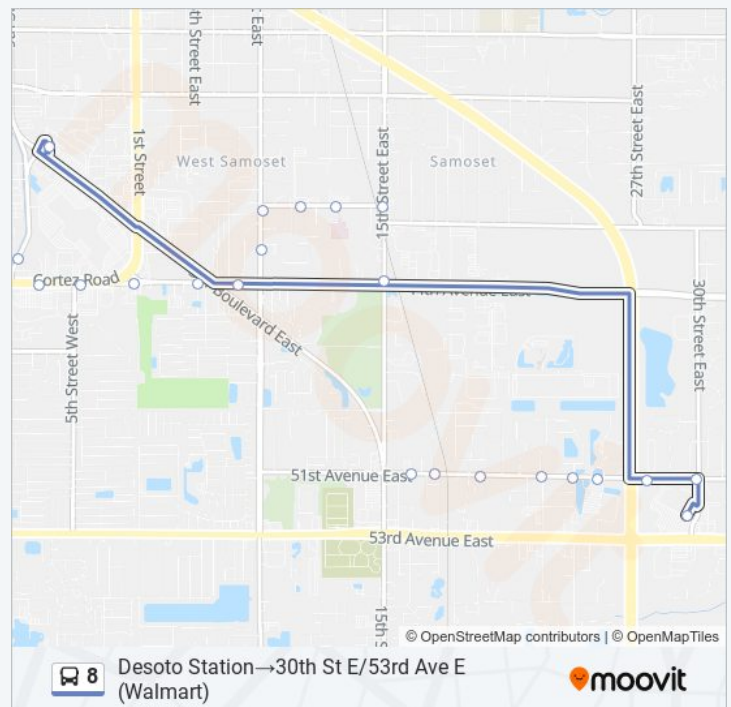 th Street East
t East
1st Street
West Samoset
15th Street East
Samoset
27th Street East
Cortez Road
Boulevard East
Avenue East
30th Street East
5th Street West
51st Avenue East
53rd Avenue East
15th S
© OpenStreetMap contributors | © OpenMapTiles
8 Desoto Station→30th St E/53rd Ave E
(Walmart)
moovit